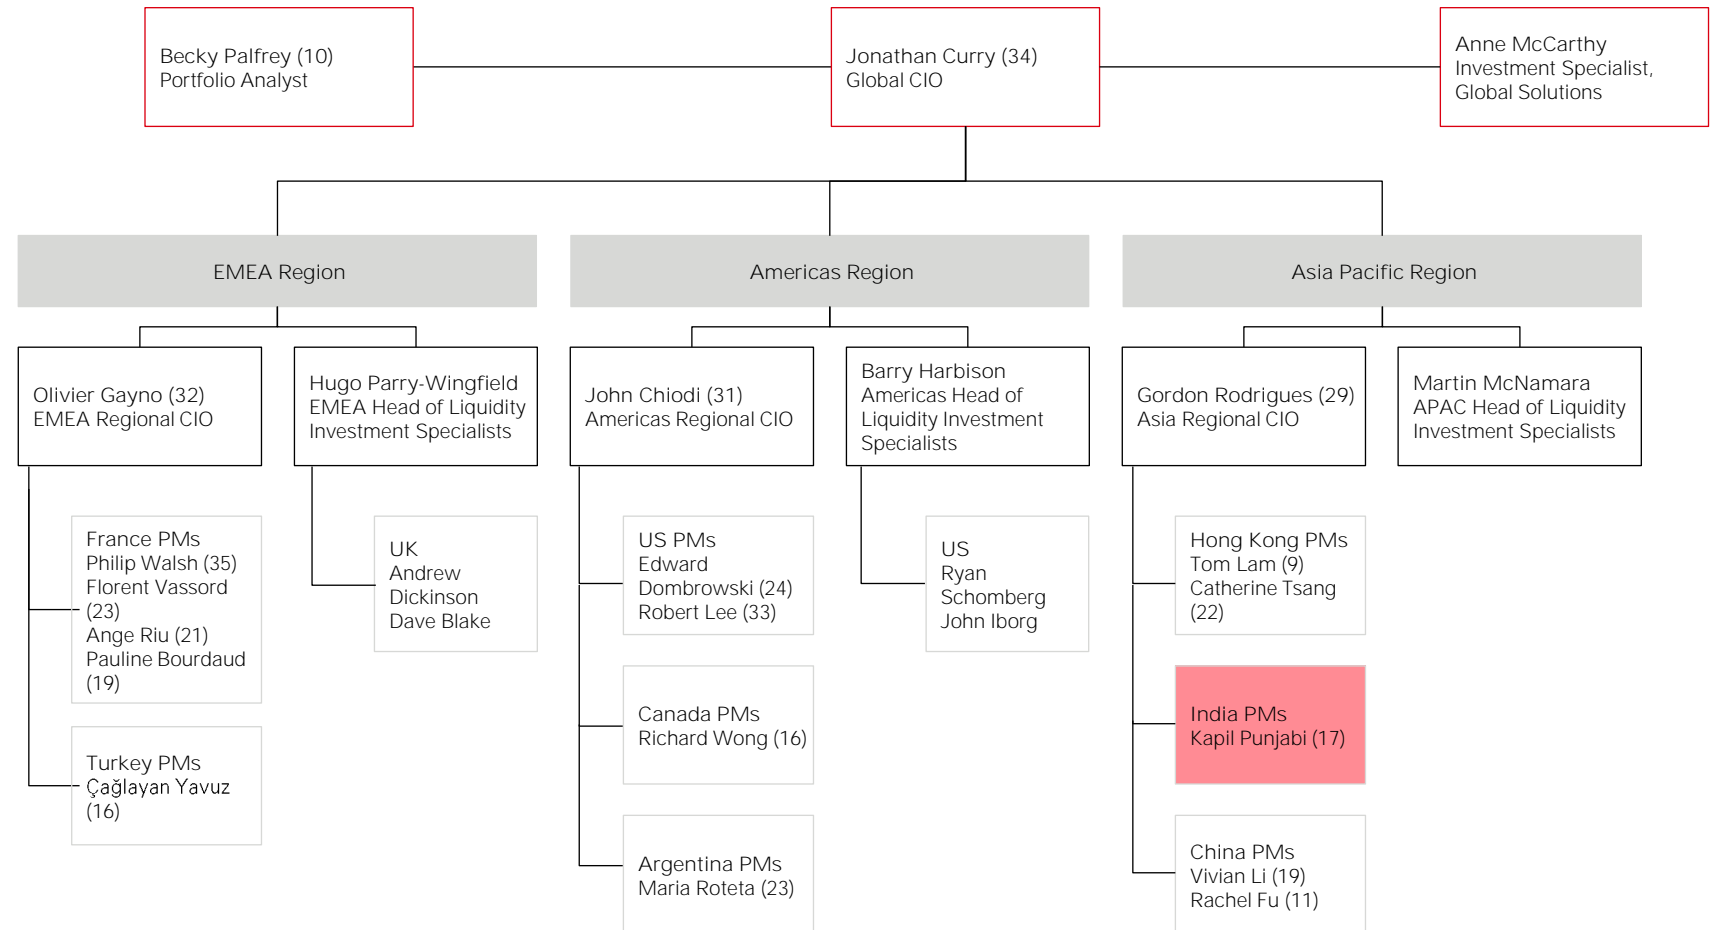 Becky Palfrey (10)
Portfolio Analyst
Jonathan Curry (34)
Global CIO
Anne McCarthy
Investment Specialist,
Global Solutions
EMEA Region
Americas Region
Asia Pacific Region
Olivier Gayno (32)
EMEA Regional CIO
Hugo Parry-Wingfield
EMEA Head of Liquidity
Investment Specialists
John Chiodi (31)
Americas Regional CIO
Barry Harbison
Americas Head of
Liquidity Investment
Specialists
Gordon Rodrigues (29)
Asia Regional CIO
Martin McNamara
APAC Head of Liquidity
Investment Specialists
France PMs
Philip Walsh (35)
Florent Vassord
(23)
Ange Riu (21)
Pauline Bourdaud
(19)
UK
Andrew
Dickinson
Dave Blake
US PMs
Edward
Dombrowski (24)
Robert Lee (33)
US
Ryan
Schomberg
John Iborg
Hong Kong PMs
Tom Lam (9)
Catherine Tsang
(22)
Turkey PMs
Çağlayan Yavuz
(16)
Canada PMs
Richard Wong (16)
India PMs
Kapil Punjabi (17)
Argentina PMs
Maria Roteta (23)
China PMs
Vivian Li (19)
Rachel Fu (11)